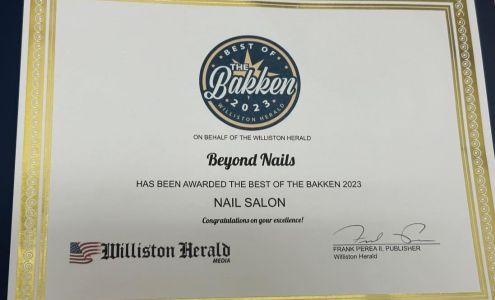 BEST OF
THE
Bakken
2023
WILLISTON HERALD
ON BEHALF OF THE WILLISTON HERALD
Beyond Nails
HAS BEEN AWARDED THE BEST OF THE BAKKEN 2023
NAIL SALON
Congratulations on your excellence!
Williston Herald
MEDIA
FRANK PEREA II, PUBLISHER
Williston Herald